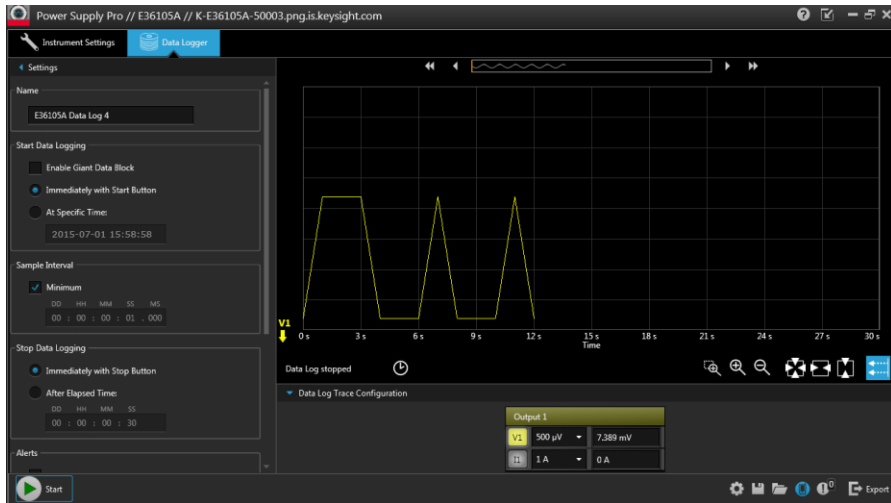 Power Supply Pro // E36105A // K-E36105A-50003.png.is.keysight.com
Instrument Settings
Data Logger
Settings
Name
E36105A Data Log 4
Start Data Logging
Enable Giant Data Block
Immediately with Start Button
At Specific Time:
2015-07-01 15:58:58
Sample Interval
Minimum
DD HH MM SS MS
00 : 00 : 00 : 01 . 000
Stop Data Logging
Immediately with Stop Button
After Elapsed Time:
DD HH MM SS
00 : 00 : 00 : 30
Alerts
Start
V1
0 s 3 s 6 s 9 s 12 s 15 s 18 s 21 s 24 s 27 s 30 s
Time
Data Log stopped
Data Log Trace Configuration
Output 1
V1 500 µV 7.389 mV
I1 1 A 0 A
0
Export